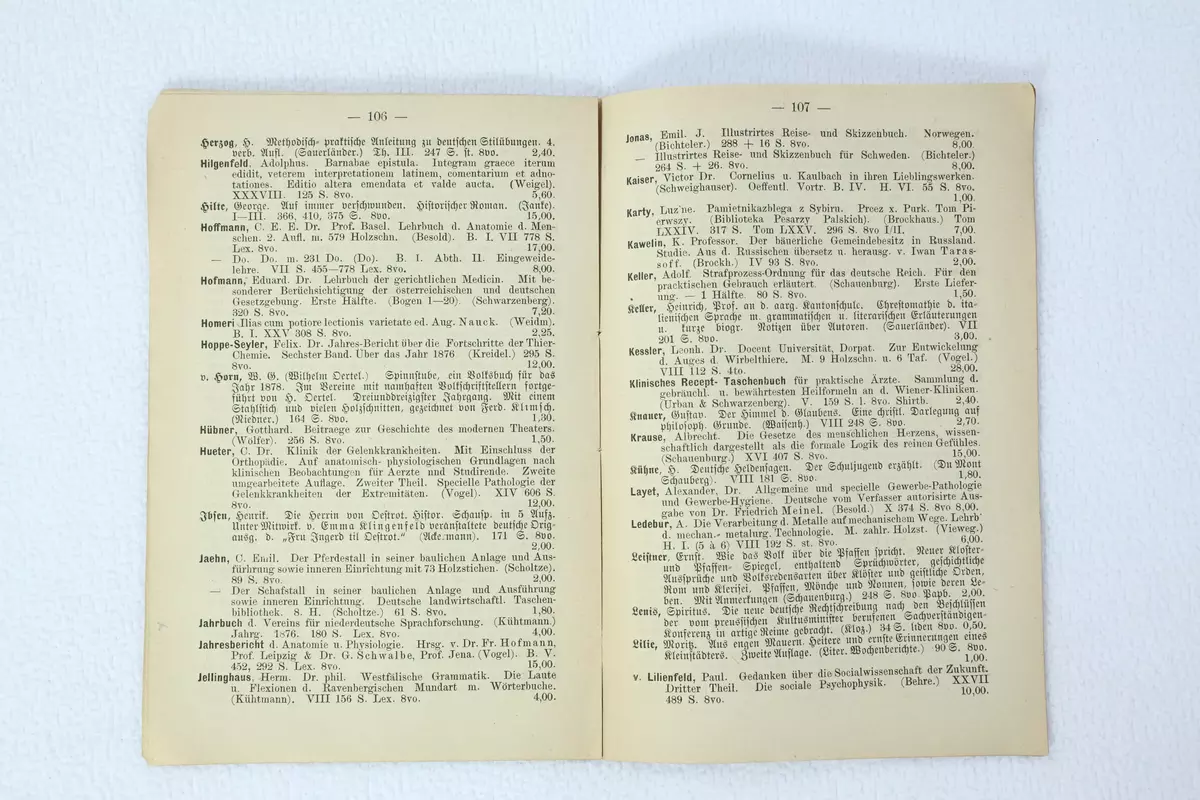 — 106 —
Herzog, H. Methodisch- praktische Anleitung zu deutschen Stilübungen. 4.
verb. Aufl. (Sauerländer.) Th. III. 247 S. st. 8vo. 2,40.
Hilgenfeld, Adolphus. Barnabae epistula. Integram graece iterum
edidit, veterem interpretationem latinem, comentarium et adno-
tationes. Editio altera emendata et valde aucta. (Weigel).
XXXVIII. 125 S. 8vo. 5,60.
Hilte, George. Auf immer verschwunden. Historischer Roman. (Janke).
I—III. 366, 410, 375 S. 8vo. 15,00.
Hoffmann, C. E. E. Dr. Prof. Basel. Lehrbuch d. Anatomie d. Men-
schen. 2. Aufl. m. 579 Holzschn. (Besold). B. I. VII 778 S.
Lex. 8vo. 17,00.
— Do. Do. m. 231 Do. (Do). B. I. Abth. II. Eingeweide-
lehre. VII S. 455—778 Lex. 8vo. 8,00.
Hofmann, Eduard. Dr. Lehrbuch der gerichtlichen Medicin. Mit be-
sonderer Berüchsichtigung der österreichischen und deutschen
Gesetzgebung. Erste Hälfte. (Bogen 1—20). (Schwarzenberg).
320 S. 8vo. 7,20.
Homeri Ilias cum potiore lectionis varietate ed. Aug. Nauck. (Weidm).
B. I. XXV 308 S. 8vo. 2,25.
Hoppe-Seyler, Felix. Dr. Jahres-Bericht über die Fortschritte der Thier-
Chemie. Sechster Band. Über das Jahr 1876 (Kreidel.) 295 S.
8vo. 12,00.
v. Horn, W. O. (Wilhelm Oertel.) Spinnstube, ein Volksbuch für das
Jahr 1878. Im Vereine mit namhaften Volkschriftstellern fortge-
führt von H. Oertel. Dreiunddreizigster Jahrgang. Mit einem
Stahlstich und vielen Holzschnitten, gezeichnet von Ferd. Klimsch.
(Niedner.) 164 S. 8vo. 1,30.
Hübner, Gotthard. Beitraege zur Geschichte des modernen Theaters.
(Wolfer). 256 S. 8vo. 1,50.
Hueter, C. Dr. Klinik der Gelenkkrankheiten. Mit Einschluss der
Orthopädie. Auf anatomisch- physiologischen Grundlagen nach
klinischen Beobachtungen für Aerzte und Studirende. Zweite
umgearbeitete Auflage. Zweiter Theil. Specielle Pathologie der
Gelenkkrankheiten der Extremitäten. (Vogel). XIV 606 S.
8vo. 12,00.
Ibsen, Henrik. Die Herrin von Oestrot. Histor. Schausp. in 5 Aufz.
Unter Mitwirk. v. Emma Klingenfeld veranstaltete deutsche Orig-
ausg. d. „Fru Ingerd til Oestrot.“ (Ackermann). 171 S. 8vo.
2,00.
Jaehn, C. Emil. Der Pferdestall in seiner baulichen Anlage und Aus-
fürhrung sowie inneren Einrichtung mit 73 Holzstichen. (Scholtze).
89 S. 8vo. 2,00.
— Der Schafstall in seiner baulichen Anlage und Ausführung
sowie inneren Einrichtung. Deutsche landwirtschaftl. Taschen-
bibliothek. 8. H. (Scholtze.) 61 S. 8vo. 1,80.
Jahrbuch d. Vereins für niederdeutsche Sprachforschung. (Kühtmann.)
Jahrg. 1876. 180 S. Lex. 8vo. 4,00.
Jahresbericht d. Anatomie u. Physiologie. Hrsg. v. Dr. Fr. Hofmann,
Prof. Leipzig & Dr. G. Schwalbe, Prof. Jena. (Vogel). B. V.
452, 292 S. Lex. 8vo. 15,00.
Jellinghaus, Herm. Dr. phil. Westfälische Grammatik. Die Laute
u. Flexionen d. Ravenbergischen Mundart m. Wörterbuche.
(Kühtmann). VIII 156 S. Lex. 8vo. 4,00.
— 107 —
Jonas, Emil. J. Illustrirtes Reise- und Skizzenbuch. Norwegen.
(Bichteler.) 288 + 16 S. 8vo. 8.00
— Illustrirtes Reise- und Skizzenbuch für Schweden. (Bichteler.)
264 S. + 26. 8vo. 8,00.
Kaiser, Victor Dr. Cornelius u. Kaulbach in ihren Lieblingswerken.
(Schweighauser). Oeffentl. Vortr. B. IV. H. VI. 55 S. 8vo.
1,00.
Karty, Luz'ne. Pamietnikazblega z Sybiru. Preez x. Purk. Tom Pi-
erwszy. (Biblioteka Pesarzy Palskich). (Brockhaus.) Tom
LXXIV. 317 S. Tom LXXV. 296 S. 8vo I/II. 7,00.
Kawelin, K. Professor. Der bäuerliche Gemeindebesitz in Russland.
Studie. Aus d. Russischen übersetz u. herausg. v. Iwan Taras-
soff. (Brockh.) IV 93 S. 8vo. 2,00.
Keller, Adolf. Strafprozess-Ordnung für das deutsche Reich. Für den
practischen Gebrauch erläutert. (Schauenburg). Erste Liefer-
ung. — 1 Hälfte. 80 S. 8vo. 1,50.
Keller, Heinrich, Prof. an d. aarg. Kantonschule. Chrestomathie d. ita-
lienischen Sprache m. grammatischen u. literarischen Erläuterungen
u. kurze biogr. Notizen über Autoren. (Sauerländer). VII
201 S. 8vo. 3,00.
Kessler, Leonh. Dr. Docent Universität, Dorpat. Zur Entwickelung
d. Auges d. Wirbelthiere. M. 9 Holzschn. u. 6 Taf. (Vogel.)
VIII 112 S. 4to. 28,00.
Klinisches Recept- Taschenbuch für praktische Ärzte. Sammlung d.
gebräuchl. u. bewährtesten Heilformeln an d. Wiener-Kliniken.
(Urban & Schwarzenberg). V. 159 S. l. 8vo. Shirtb. 2,40.
Knauer, Gustav. Der Himmel d. Glaubens. Eine christl. Darlegung auf
philosoph. Grunde. (Waisenh.) VIII 248 S. 8vo. 2,70.
Krause, Albrecht. Die Gesetze des menschlichen Herzens, wissen-
schaftlich dargestellt als die formale Logik des reinen Gefühles.
(Schauenburg.) XVI 407 S. 8vo. 15,00.
Kühne, H. Deutsche Heldensagen. Der Schuljugend erzählt. (Du Mont
Schauberg). VIII 181 S. 8vo. 1,80.
Layet, Alexander, Dr. Allgemeine und specielle Gewerbe-Pathologie
und Gewerbe-Hygiene. Deutsche vom Verfasser autorisirte Aus-
gabe von Dr. Friedrich Meinel. (Besold.) X 374 S. 8vo 8,00.
Ledebur, A. Die Verarbeitung d. Metalle auf mechanischem Wege. Lehrb
d. mechan.- metalurg. Technologie. M. zahlr. Holzst. (Vieweg.)
H. I. (5 à 6) VIII 192 S. st. 8vo. 6,00.
Leistner, Ernst. Wie das Volk über die Pfaffen spricht. Neuer Kloster-
und Pfaffen- Spiegel. enthaltend Sprüchwörter, geschichtliche
Aussprüche und Volksredensarten über Klöster und geistliche Orden,
Rom und Klerisei. Pfaffen, Mönche und Nonnen, sowie deren Le-
ben. Mit Anmerkungen (Schauenburg.) 248 S. 8vo Papb. 2,00.
Lenis, Spiritus. Die neue deutsche Rechtschreibung nach den Beschlüssen
der vom preussischen Kultusminister berufenen Sachverständigen-
Konferenz in artige Reime gebracht. (Kloz.) 34 S. liden 8vo. 0,50.
Lilie, Moritz. Aus engen Mauern. Heitere und ernste Erinnerungen eines
Kleinstädters. Zweite Auflage. (Liter. Wochenberichte.) 90 S. 8vo.
1,00.
v. Lilienfeld, Paul. Gedanken über die Socialwissenschaft der Zukunft.
Dritter Theil. Die sociale Psychophysik. (Behre.) XXVII
489 S. 8vo. 10,00.